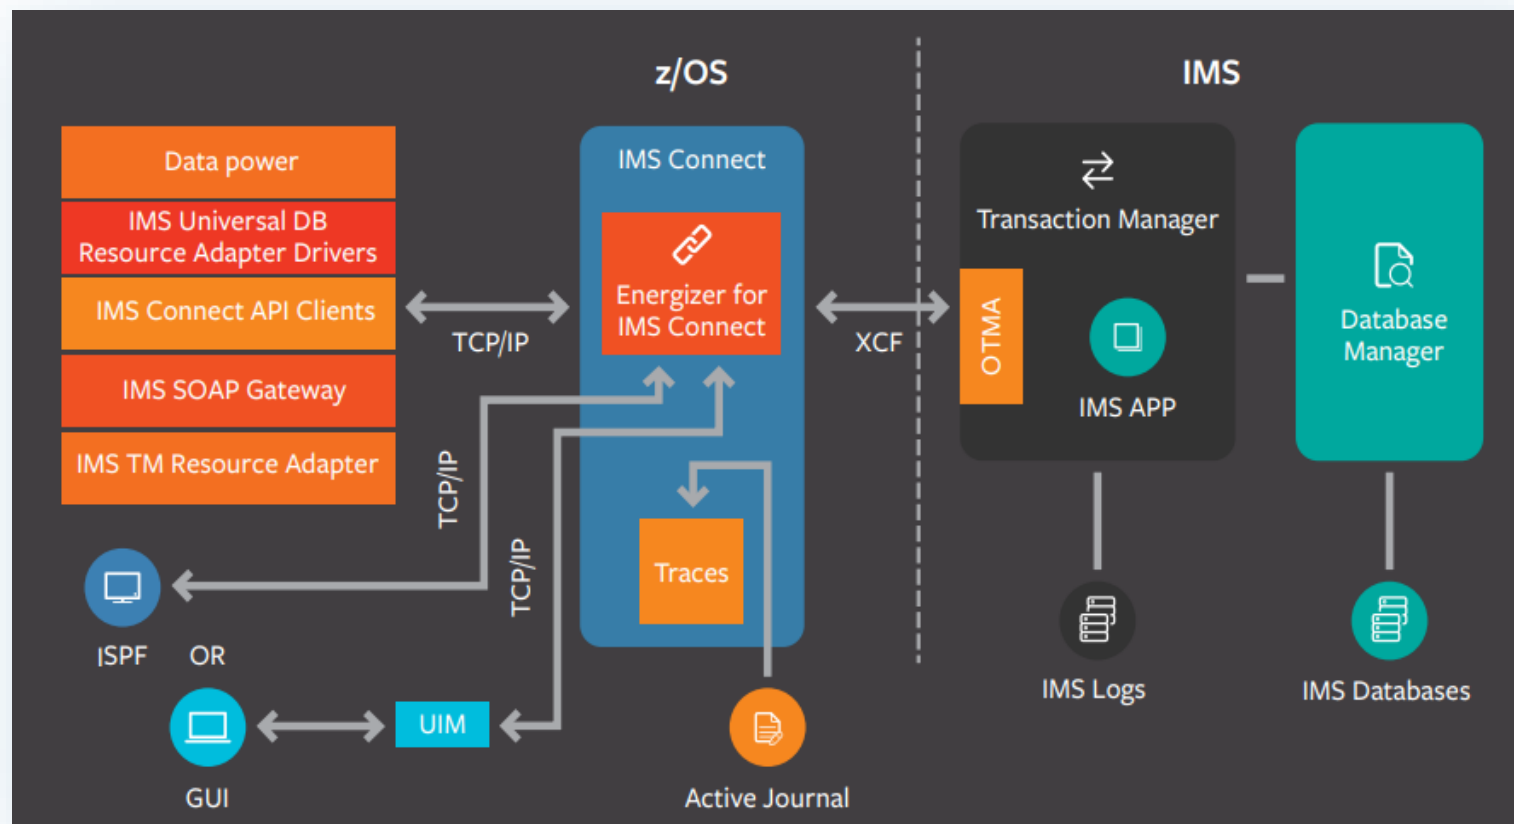 z/OS
IMS
Data power
IMS Universal DB
Resource Adapter Drivers
IMS Connect API Clients
IMS SOAP Gateway
IMS TM Resource Adapter
TCP/IP
IMS Connect
Energizer for
IMS Connect
XCF
Transaction Manager
OTMA
IMS APP
Database
Manager
TCP/IP
TCP/IP
Traces
ISPF
OR
GUI
UIM
Active Journal
IMS Logs
IMS Databases